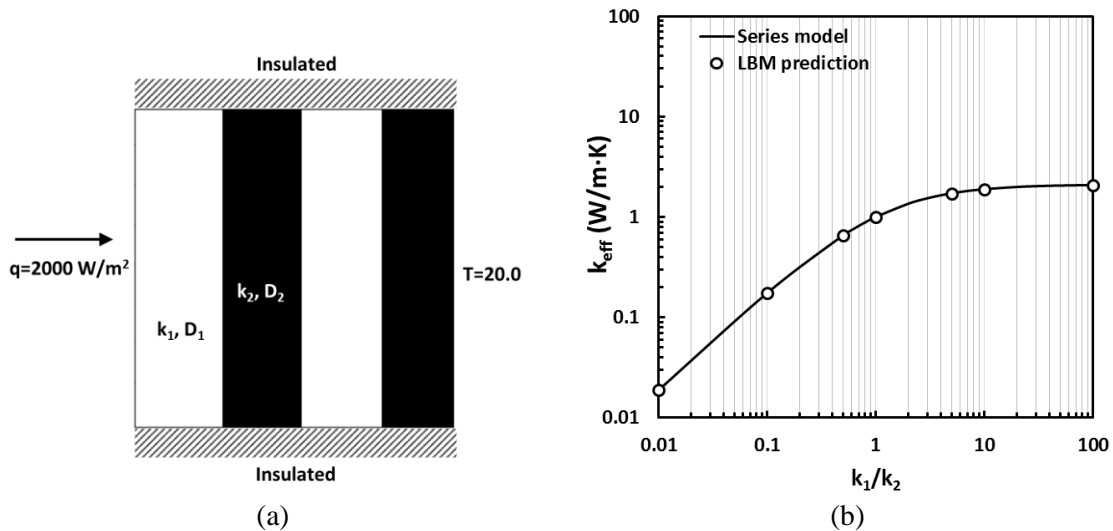 Insulated
q=2000 W/m²
k₁, D₁
k₂, D₂
T=20.0
Insulated
(a)
100
10
1
0.1
0.01
k_eff (W/m·K)
Series model
LBM prediction
0.01 0.1 1 10 100
k₁/k₂
(b)